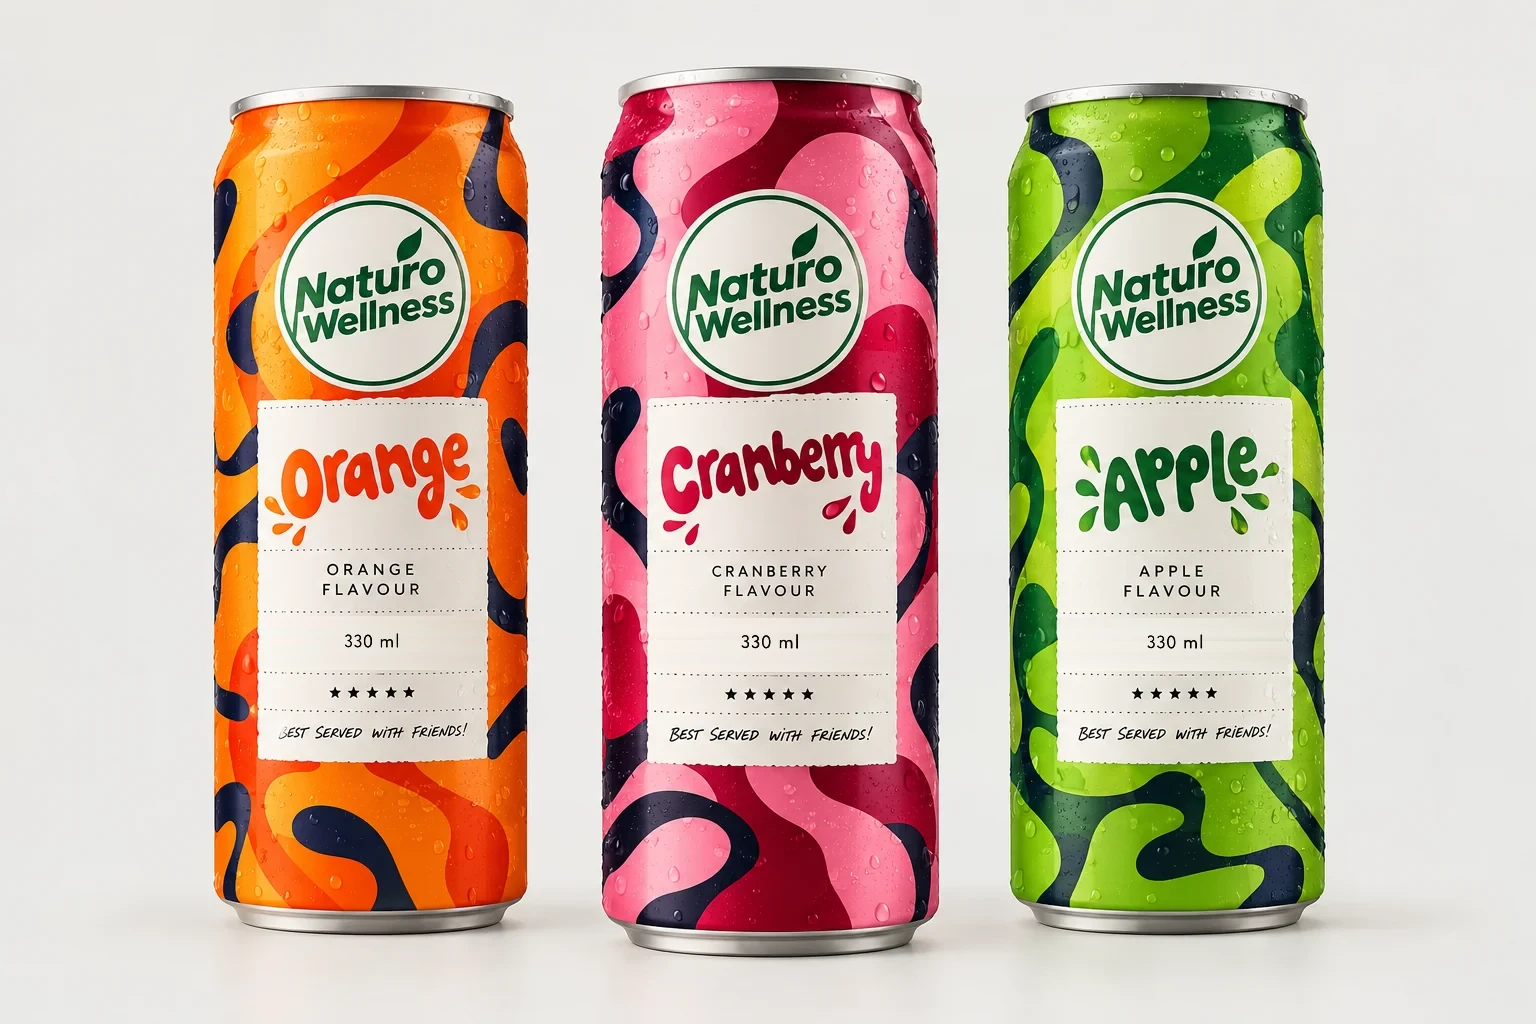 Naturo
Wellness
Orange
ORANGE
FLAVOUR
330 ml
★★★★★
BEST SERVED WITH FRIENDS!
Naturo
Wellness
Cranberry
CRANBERRY
FLAVOUR
330 ml
★★★★★
BEST SERVED WITH FRIENDS!
Naturo
Wellness
Apple
APPLE
FLAVOUR
330 ml
★★★★★
BEST SERVED WITH FRIENDS!